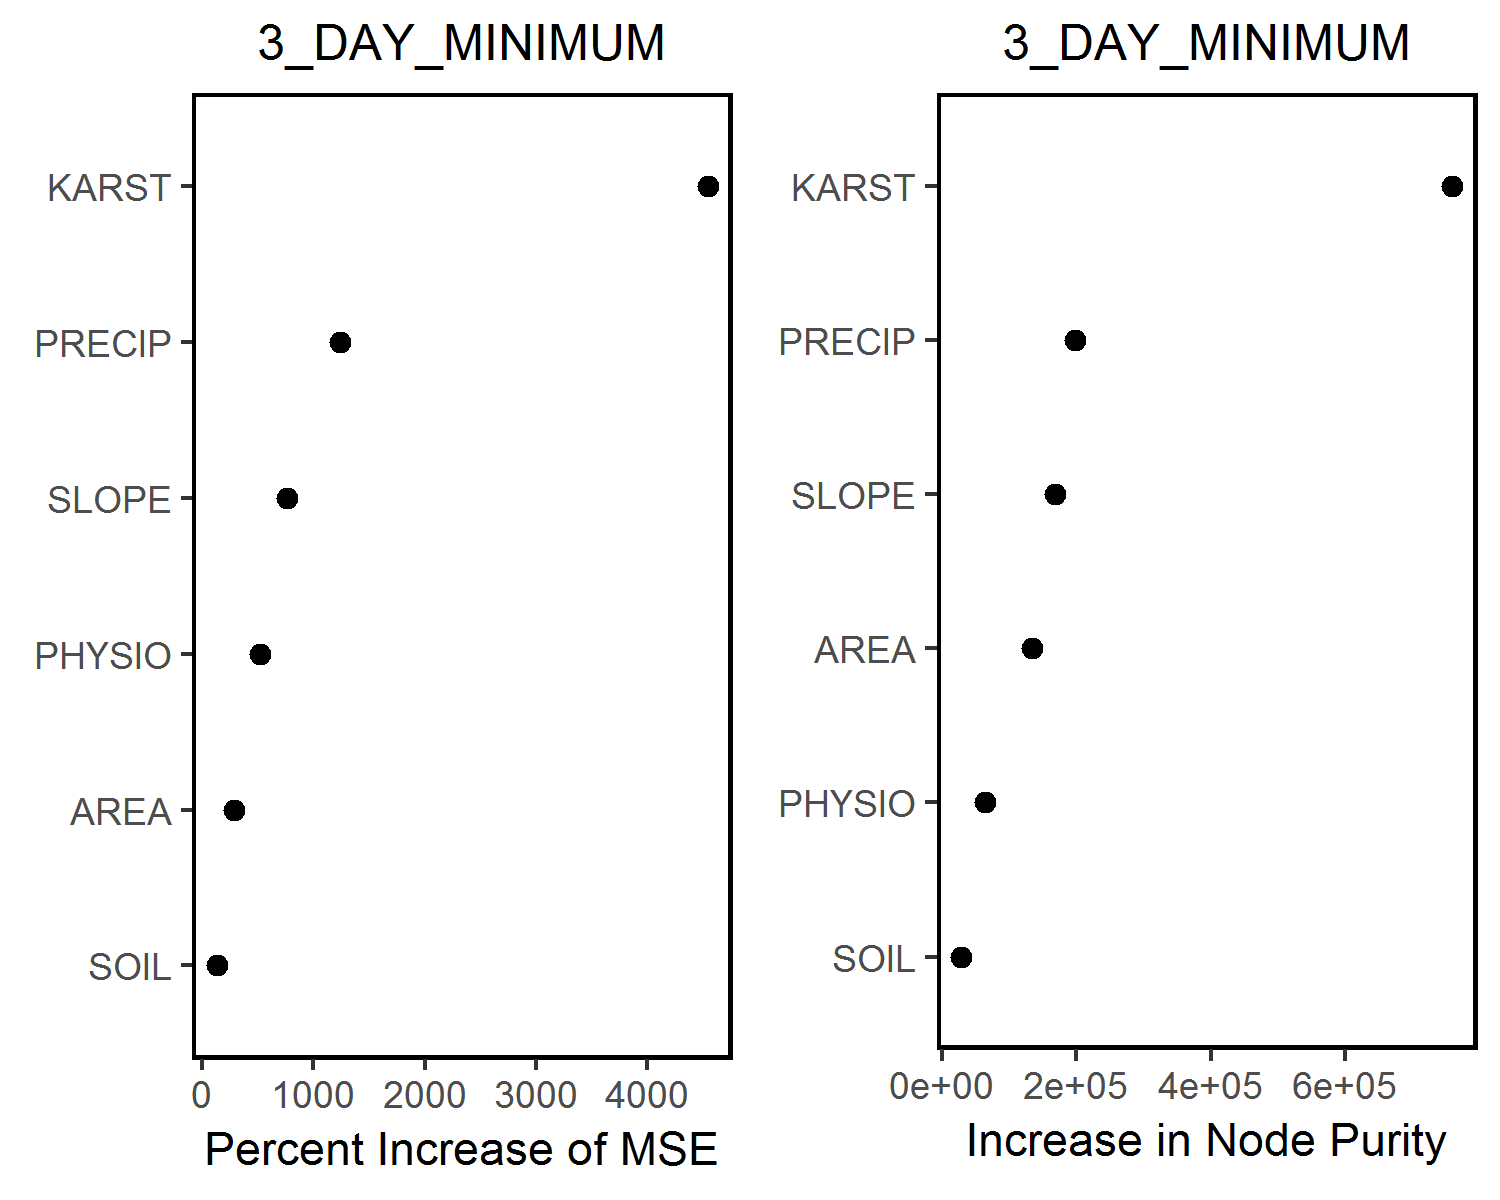 3_DAY_MINIMUM
KARST
PRECIP
SLOPE
PHYSIO
AREA
SOIL
0 1000 2000 3000 4000
Percent Increase of MSE
3_DAY_MINIMUM
KARST
PRECIP
SLOPE
AREA
PHYSIO
SOIL
0e+00 2e+05 4e+05 6e+05
Increase in Node Purity